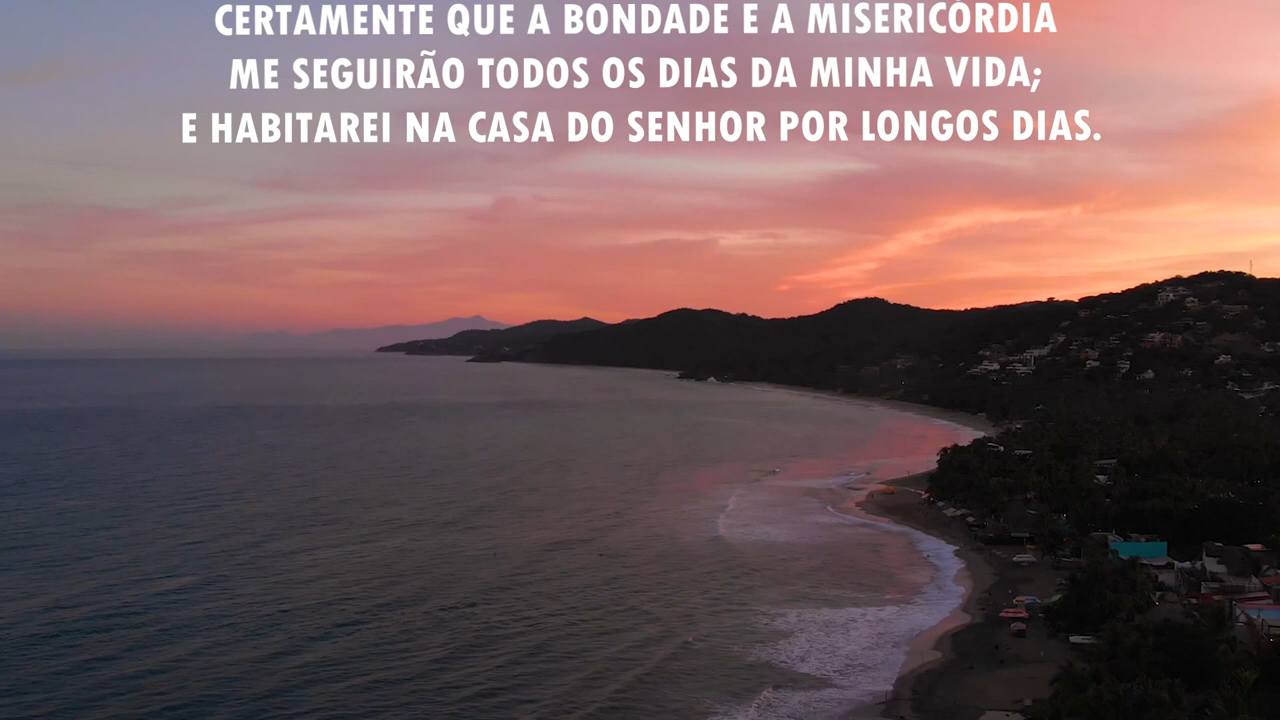 CERTAMENTE QUE A BONDADE E A MISERICÓRDIA
ME SEGUIRÃO TODOS OS DIAS DA MINHA VIDA;
E HABITAREI NA CASA DO SENHOR POR LONGOS DIAS.